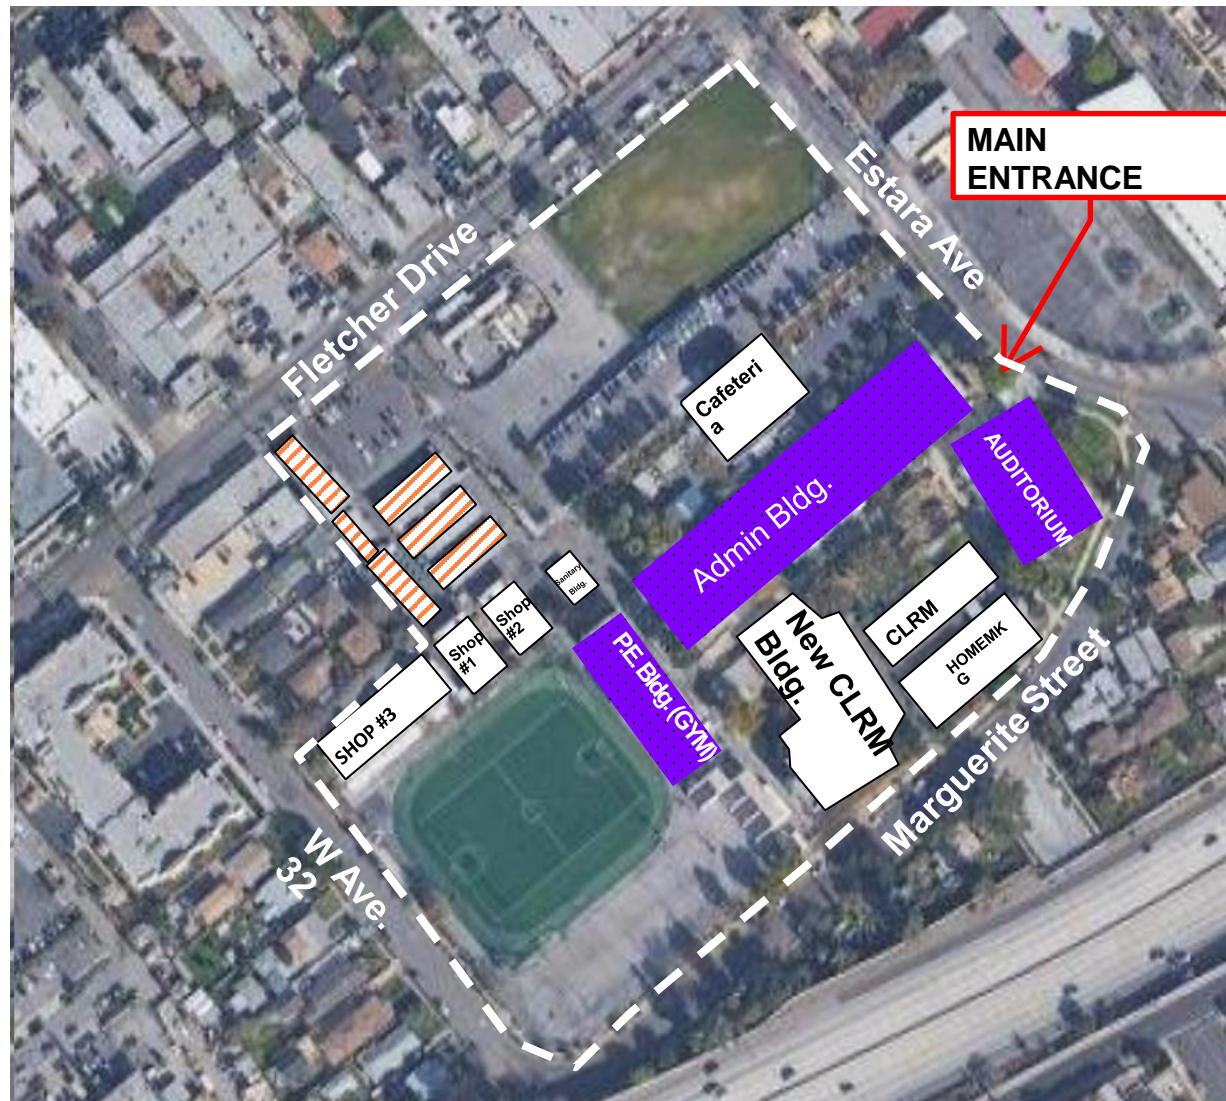 MAIN
ENTRANCE
Estara Ave
Fletcher Drive
Cafeteri
a
AUDITORIUM
Admin Bldg.
Sanitary
Bldg.
CLRM
Shop
#2
New CLRM
Bldg.
HOMEMK
G
Shop
#1
P.E. Bldg. (GYM)
SHOP #3
Marguerite Street
W Ave.
32